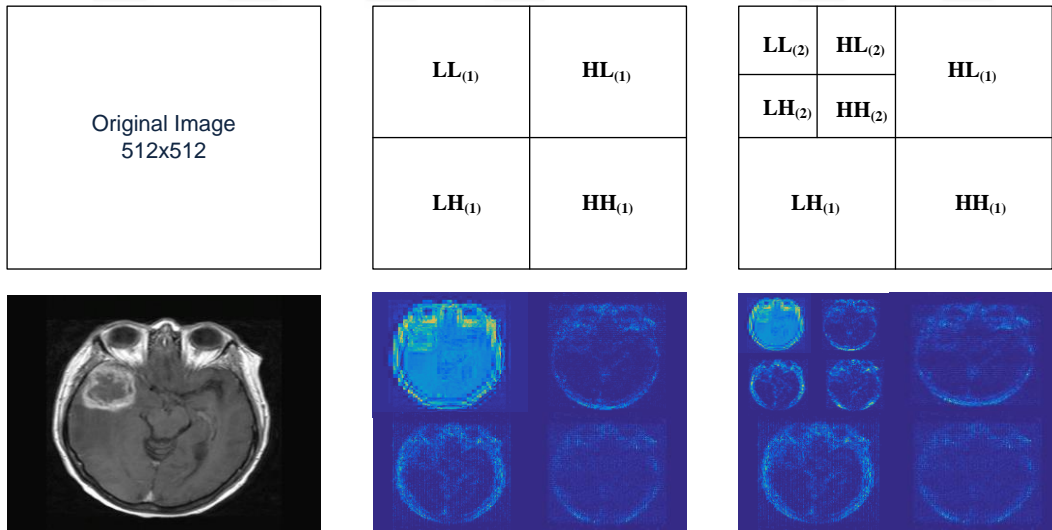 Original Image
512x512
LL(1) HL(1)
LH(1) HH(1)
LL(2) HL(2)
LH(2) HH(2)
HL(1)
LH(1) HH(1)